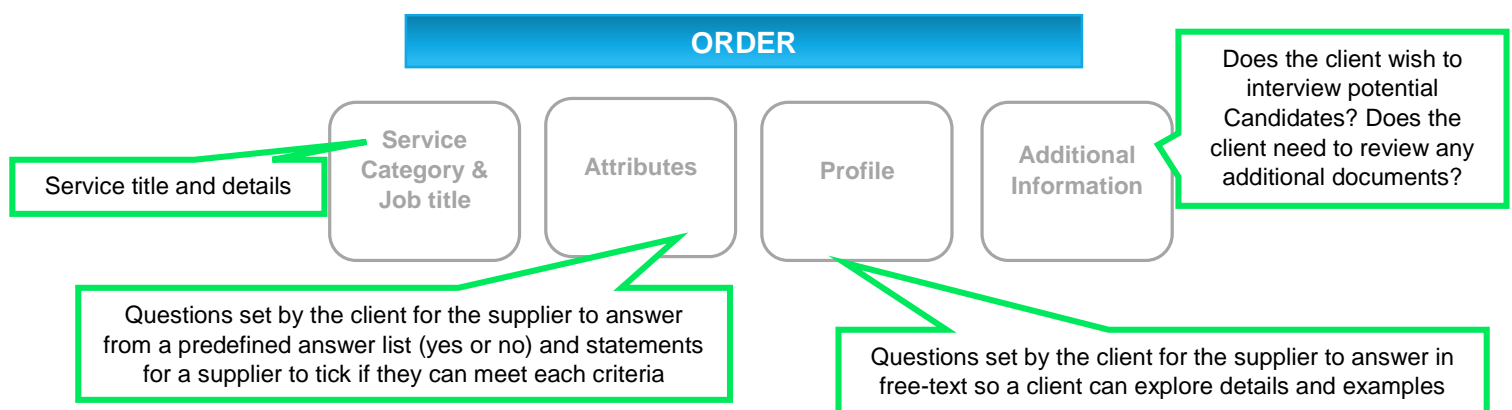 ORDER
Does the client wish to
interview potential
Candidates? Does the
client need to review any
additional documents?
Service
Category &
Job title
Attributes
Profile
Additional
Information
Service title and details
Questions set by the client for the supplier to answer
from a predefined answer list (yes or no) and statements
for a supplier to tick if they can meet each criteria
Questions set by the client for the supplier to answer in
free-text so a client can explore details and examples